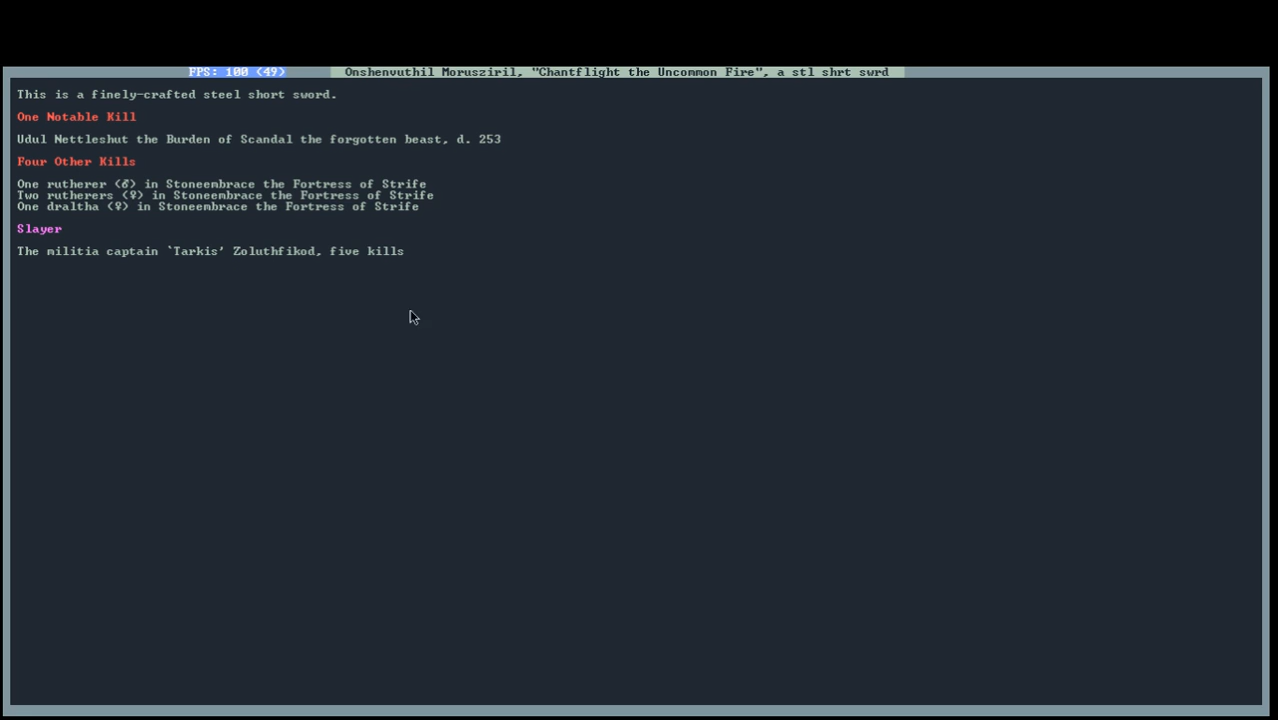 FPS: 100 (49) Onshenvuthil Morusziril, "Chantflight the Uncommon Fire", a stl shrt swrd
This is a finely-crafted steel short sword.
One Notable Kill
Udul Nettleshut the Burden of Scandal the forgotten beast, d. 253
Four Other Kills
One rutherer (♂) in Stoneembrace the Fortress of Strife
Two rutherers (♀) in Stoneembrace the Fortress of Strife
One draltha (♀) in Stoneembrace the Fortress of Strife
Slayer
The militia captain `Tarkis' Zoluthfikod, five kills